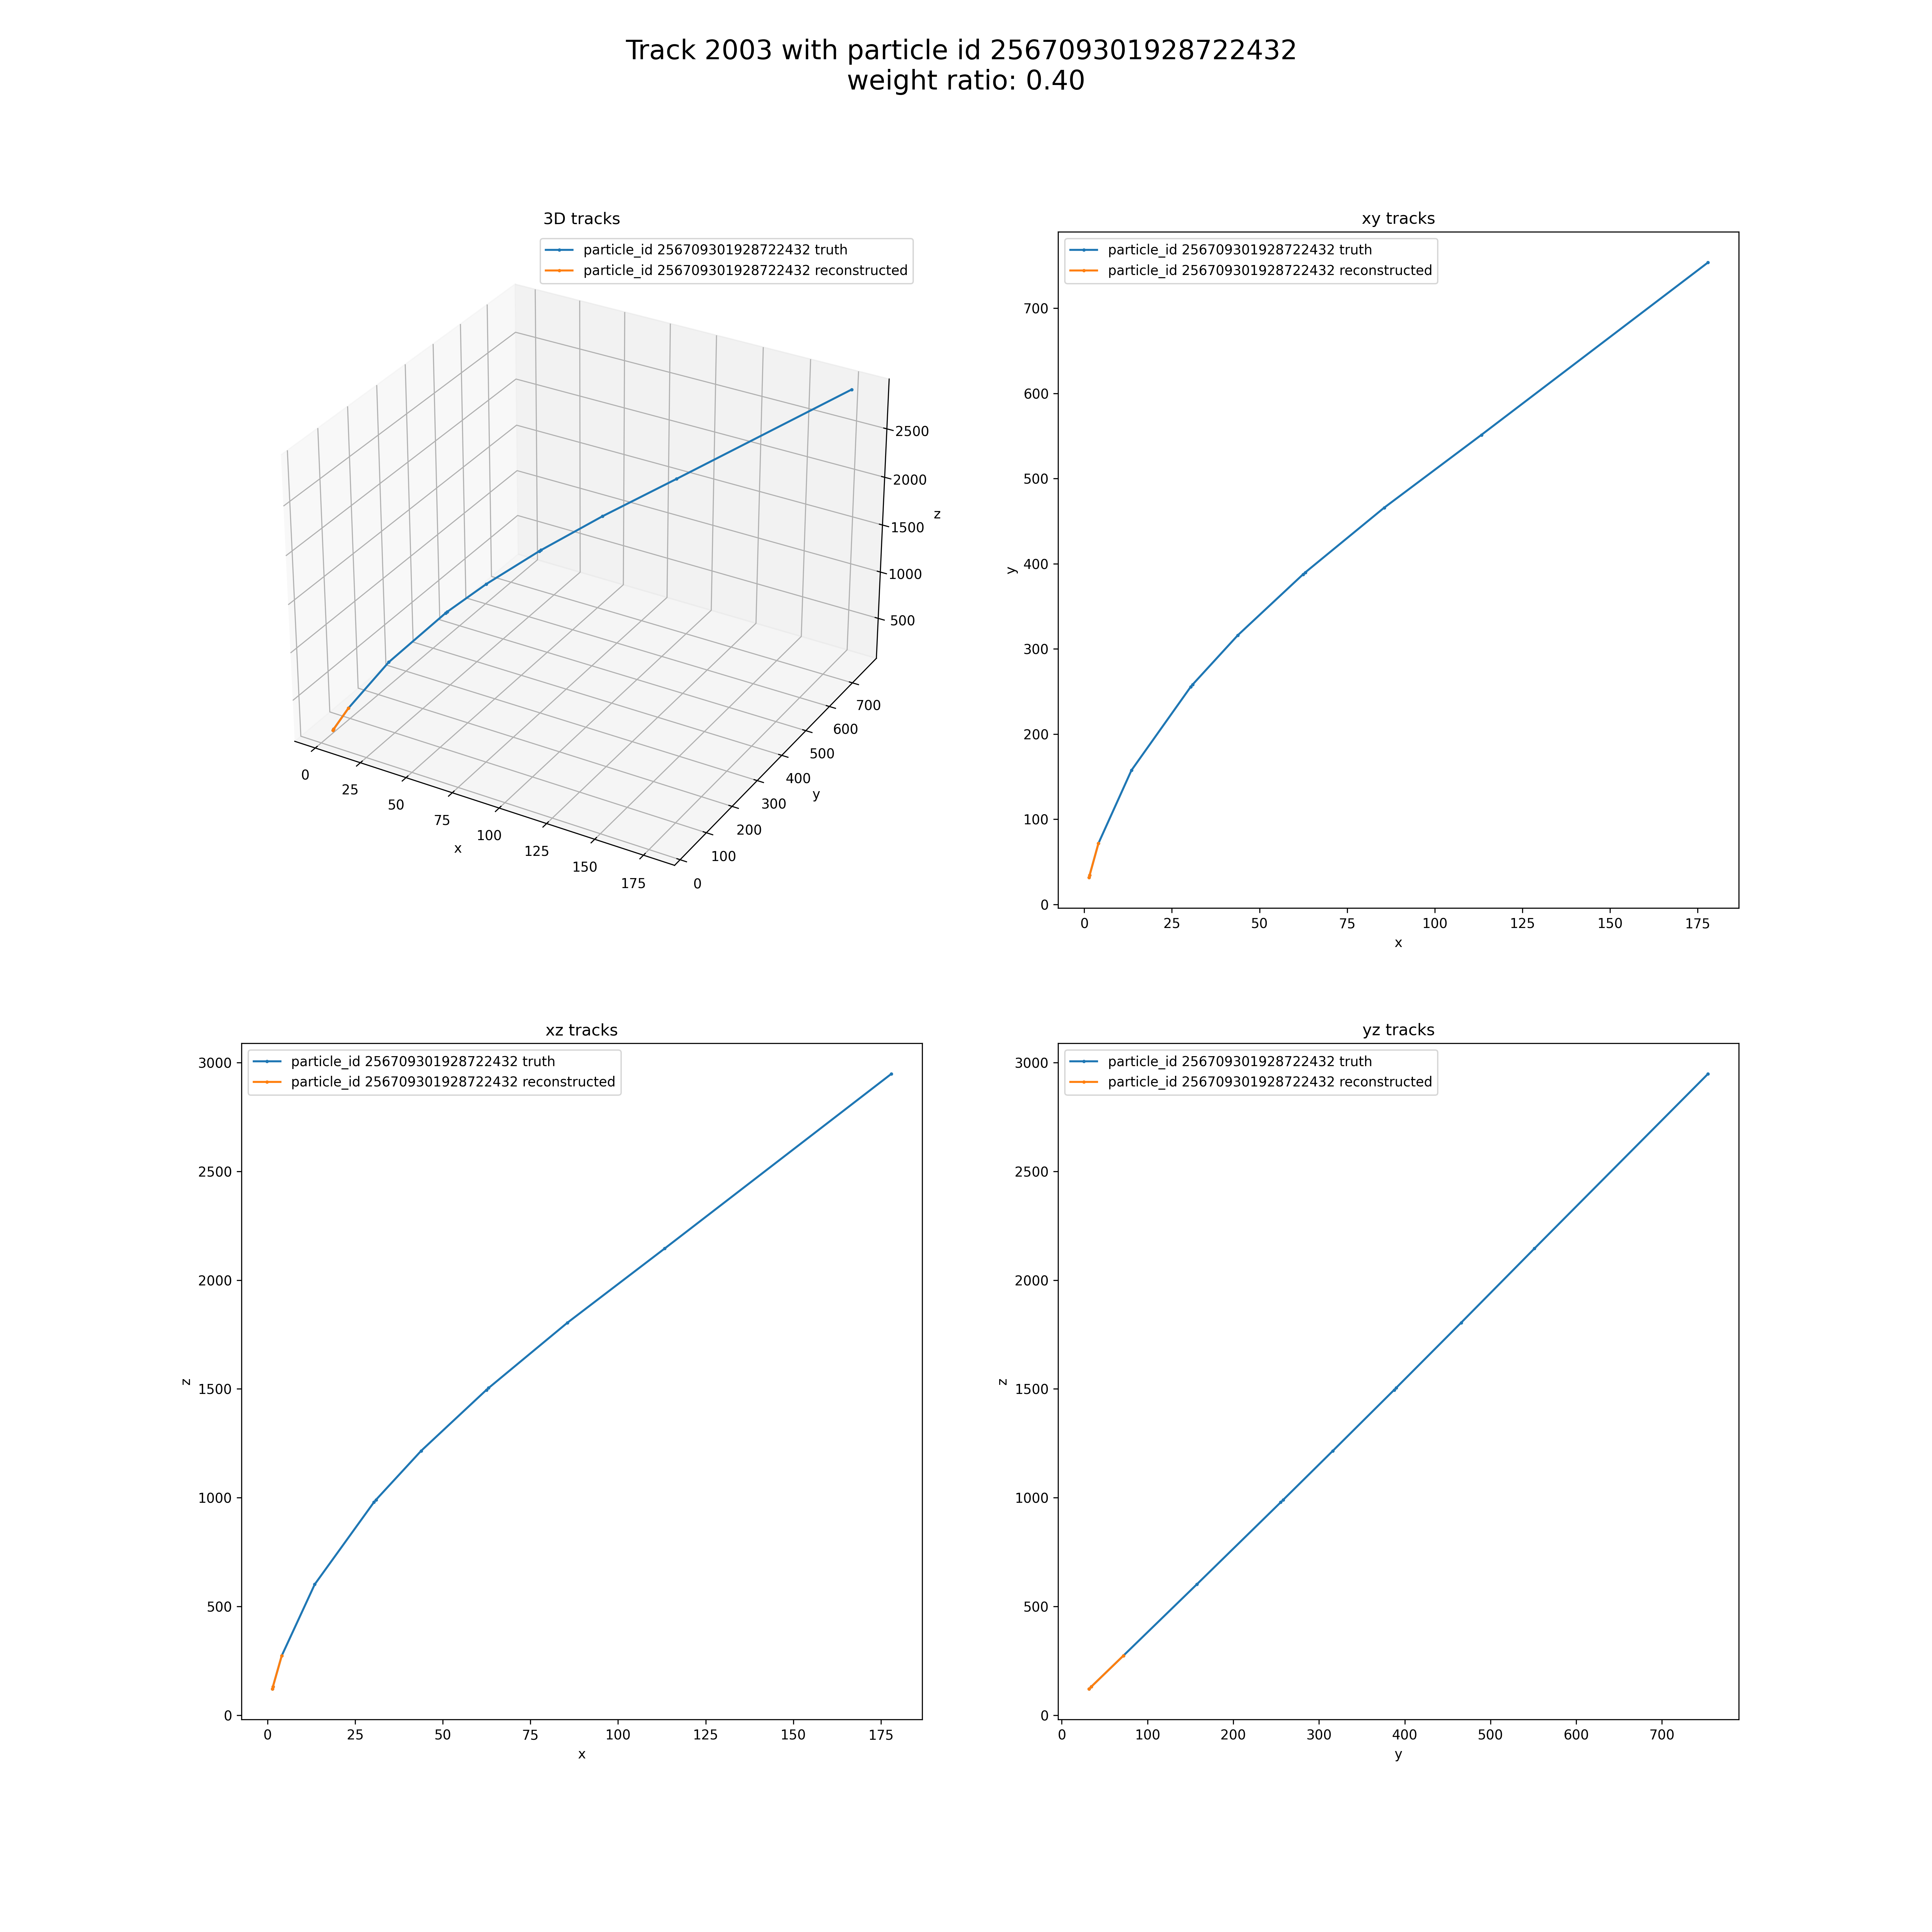 Track 2003 with particle id 256709301928722432
weight ratio: 0.40
3D tracks
particle_id 256709301928722432 truth
particle_id 256709301928722432 reconstructed
2500
2000
z
1500
1000
500
700
600
500
400
300
200
100
0
y
0
25
50
75
100
125
150
175
x
xy tracks
particle_id 256709301928722432 truth
particle_id 256709301928722432 reconstructed
700
600
500
400
300
200
100
0
y
0 25 50 75 100 125 150 175
x
xz tracks
particle_id 256709301928722432 truth
particle_id 256709301928722432 reconstructed
3000
2500
2000
1500
1000
500
0
z
0 25 50 75 100 125 150 175
x
yz tracks
particle_id 256709301928722432 truth
particle_id 256709301928722432 reconstructed
3000
2500
2000
1500
1000
500
0
z
0 100 200 300 400 500 600 700
y